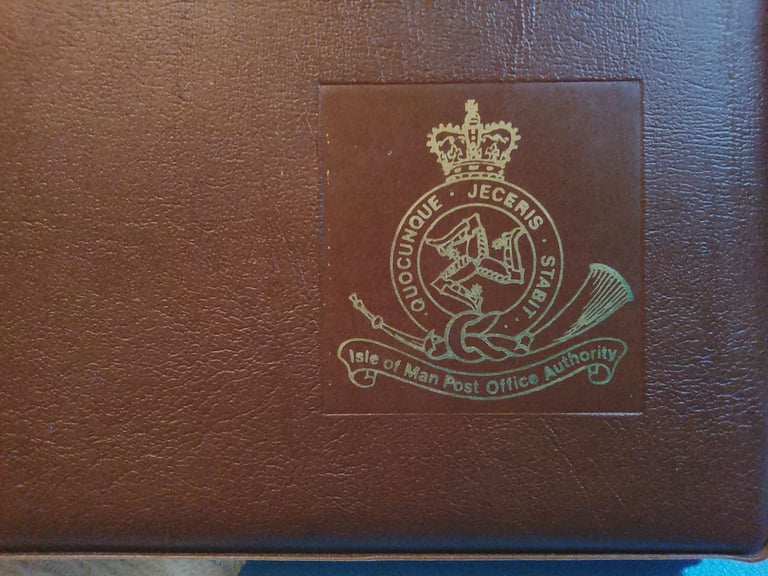 QUOCUNQUE · JECERIS · STABIT
Isle of Man Post Office Authority